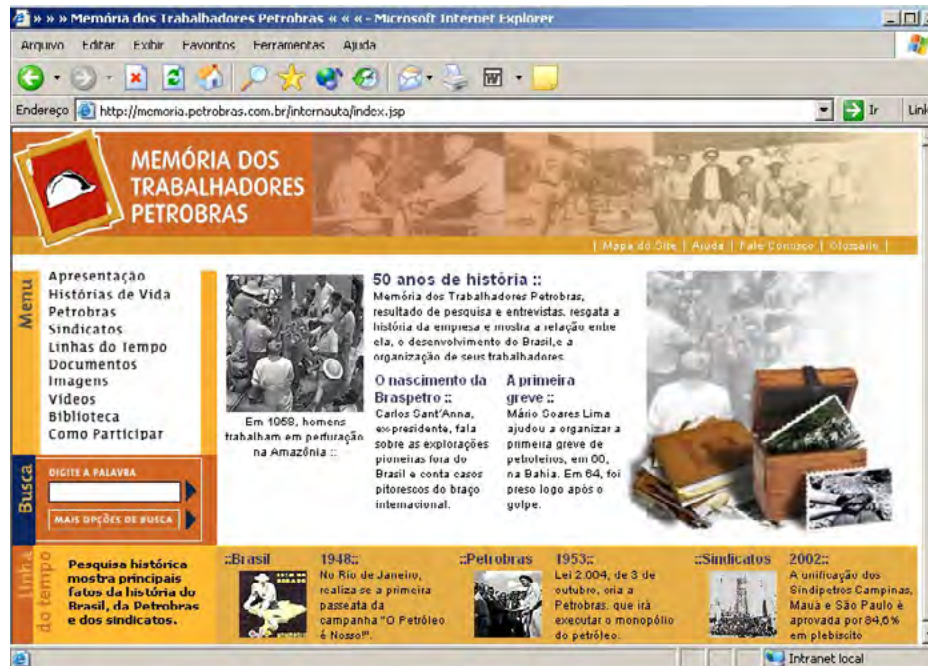 » » » Memória dos Trabalhadores Petrobras « « « - Microsoft Internet Explorer
Arquivo Editar Exibir Favoritos Ferramentas Ajuda
Endereço http://memoria.petrobras.com.br/internauta/index.jsp Ir Link
MEMÓRIA DOS
TRABALHADORES
PETROBRAS
| Mapa do Site | Ajuda | Fale Conosco | Glossário |
Menu
Apresentação
Histórias de Vida
Petrobras
Sindicatos
Linhas do Tempo
Documentos
Imagens
Vídeos
Biblioteca
Como Participar
Busca
DIGITE A PALAVRA
MAIS OPÇÕES DE BUSCA
Em 1958, homens
trabalham em perfuração
na Amazônia ::
50 anos de história ::
Memória dos Trabalhadores Petrobras,
resultado de pesquisa e entrevistas, resgata a
história da empresa e mostra a relação entre
ela, o desenvolvimento do Brasil,e a
organização de seus trabalhadores
O nascimento da
Braspetro ::
Carlos Sant'Anna,
ex-presidente, fala
sobre as explorações
pioneiras fora do
Brasil e conta casos
pitorescos do braço
internacional.
A primeira
greve ::
Mário Soares Lima
ajudou a organizar a
primeira greve de
petroleiros, em 60,
na Bahia. Em 64, foi
preso logo após o
golpe.
Linha
do tempo
Pesquisa histórica
mostra principais
fatos da história do
Brasil, da Petrobras
e dos sindicatos.
::Brasil
1948::
No Rio de Janeiro,
realiza-se a primeira
passeata da
campanha "O Petróleo
é Nosso!".
::Petrobras
1953::
Lei 2.004, de 3 de
outubro, cria a
Petrobras, que irá
executar o monopólio
do petróleo.
::Sindicatos
2002::
A unificação dos
Sindipetros Campinas,
Mauá e São Paulo é
aprovada por 84,6%
em plebiscito
Intranet local